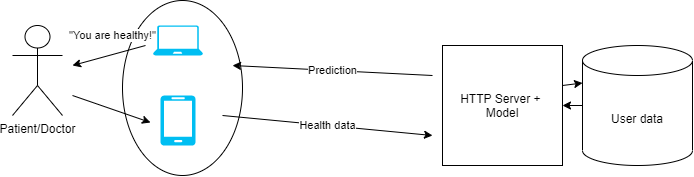 "You are healthy!"
Prediction
HTTP Server +
Model
User data
Patient/Doctor
Health data